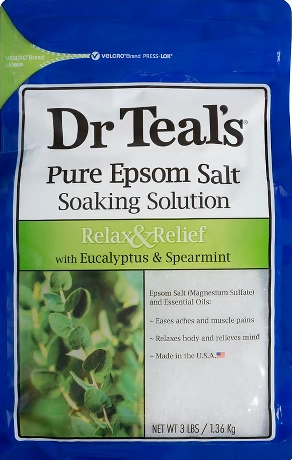 VELCRO® Brand PRESS-LOK®
Dr Teal's®
Pure Epsom Salt
Soaking Solution
Relax&Relief
with Eucalyptus & Spearmint
Epsom Salt (Magnesium Sulfate)
and Essential Oils:
~ Eases aches and muscle pains
~ Relaxes body and relieves mind
~ Made in the U.S.A.
NET WT 3 LBS / 1.36 Kg